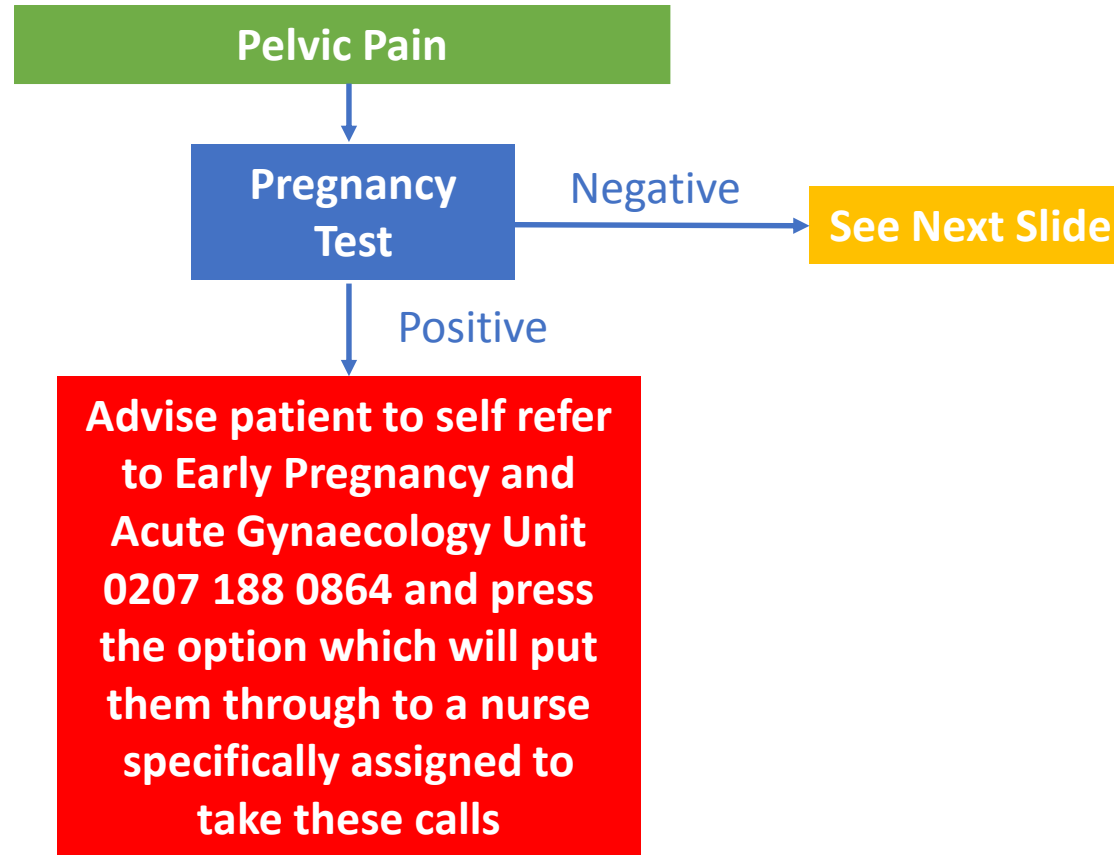 Pelvic Pain
Pregnancy
Test
Negative
See Next Slide
Positive
Advise patient to self refer
to Early Pregnancy and
Acute Gynaecology Unit
0207 188 0864 and press
the option which will put
them through to a nurse
specifically assigned to
take these calls